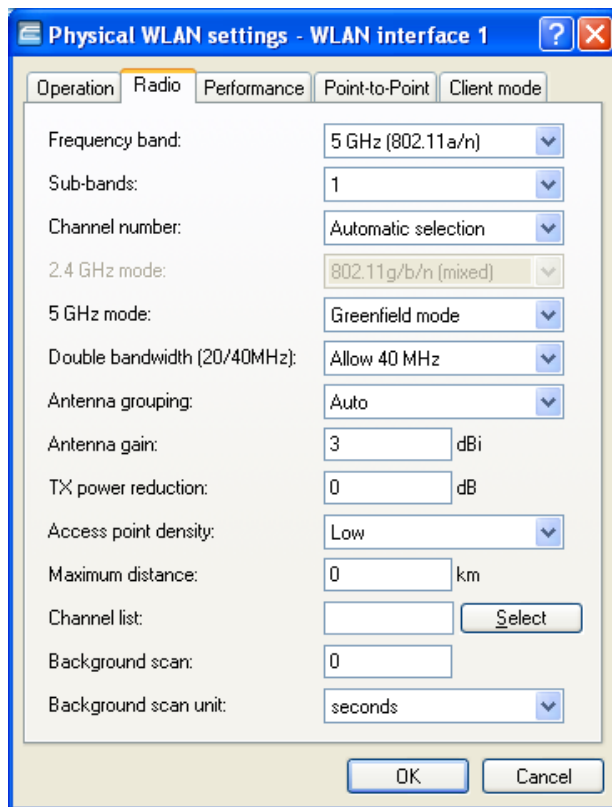 Physical WLAN settings - WLAN interface 1
Operation Radio Performance Point-to-Point Client mode
Frequency band: 5 GHz (802.11a/n)
Sub-bands: 1
Channel number: Automatic selection
2.4 GHz mode: 802.11g/b/n (mixed)
5 GHz mode: Greenfield mode
Double bandwidth (20/40MHz): Allow 40 MHz
Antenna grouping: Auto
Antenna gain: 3 dBi
TX power reduction: 0 dB
Access point density: Low
Maximum distance: 0 km
Channel list: Select
Background scan: 0
Background scan unit: seconds
OK Cancel